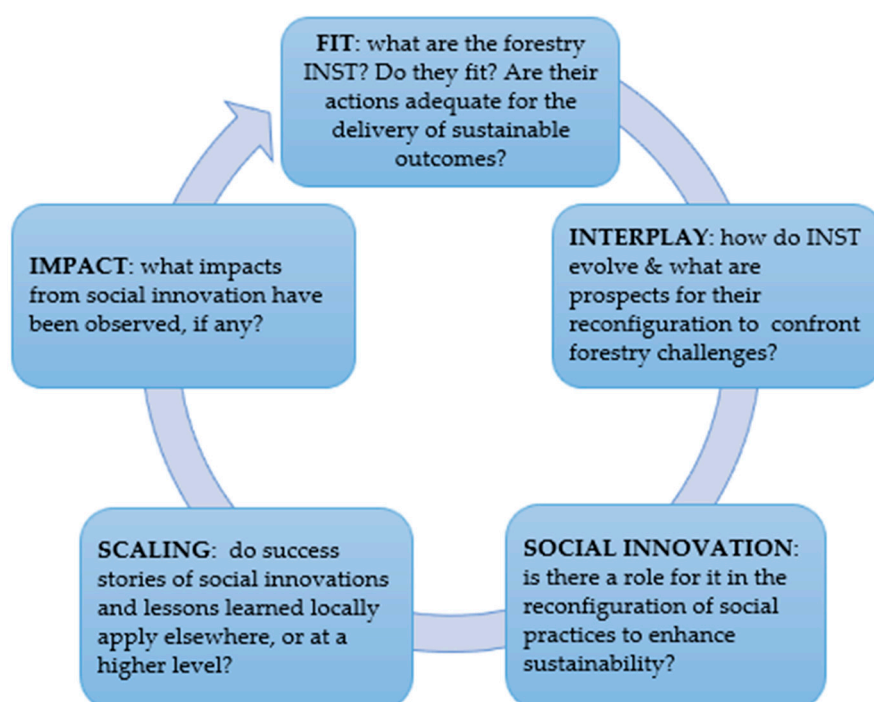 FIT: what are the forestry
INST? Do they fit? Are their
actions adequate for the
delivery of sustainable
outcomes?
INTERPLAY: how do INST
evolve & what are
prospects for their
reconfiguration to confront
forestry challenges?
SOCIAL INNOVATION:
is there a role for it in the
reconfiguration of social
practices to enhance
sustainability?
SCALING: do success
stories of social innovations
and lessons learned locally
apply elsewhere, or at a
higher level?
IMPACT: what impacts
from social innovation have
been observed, if any?